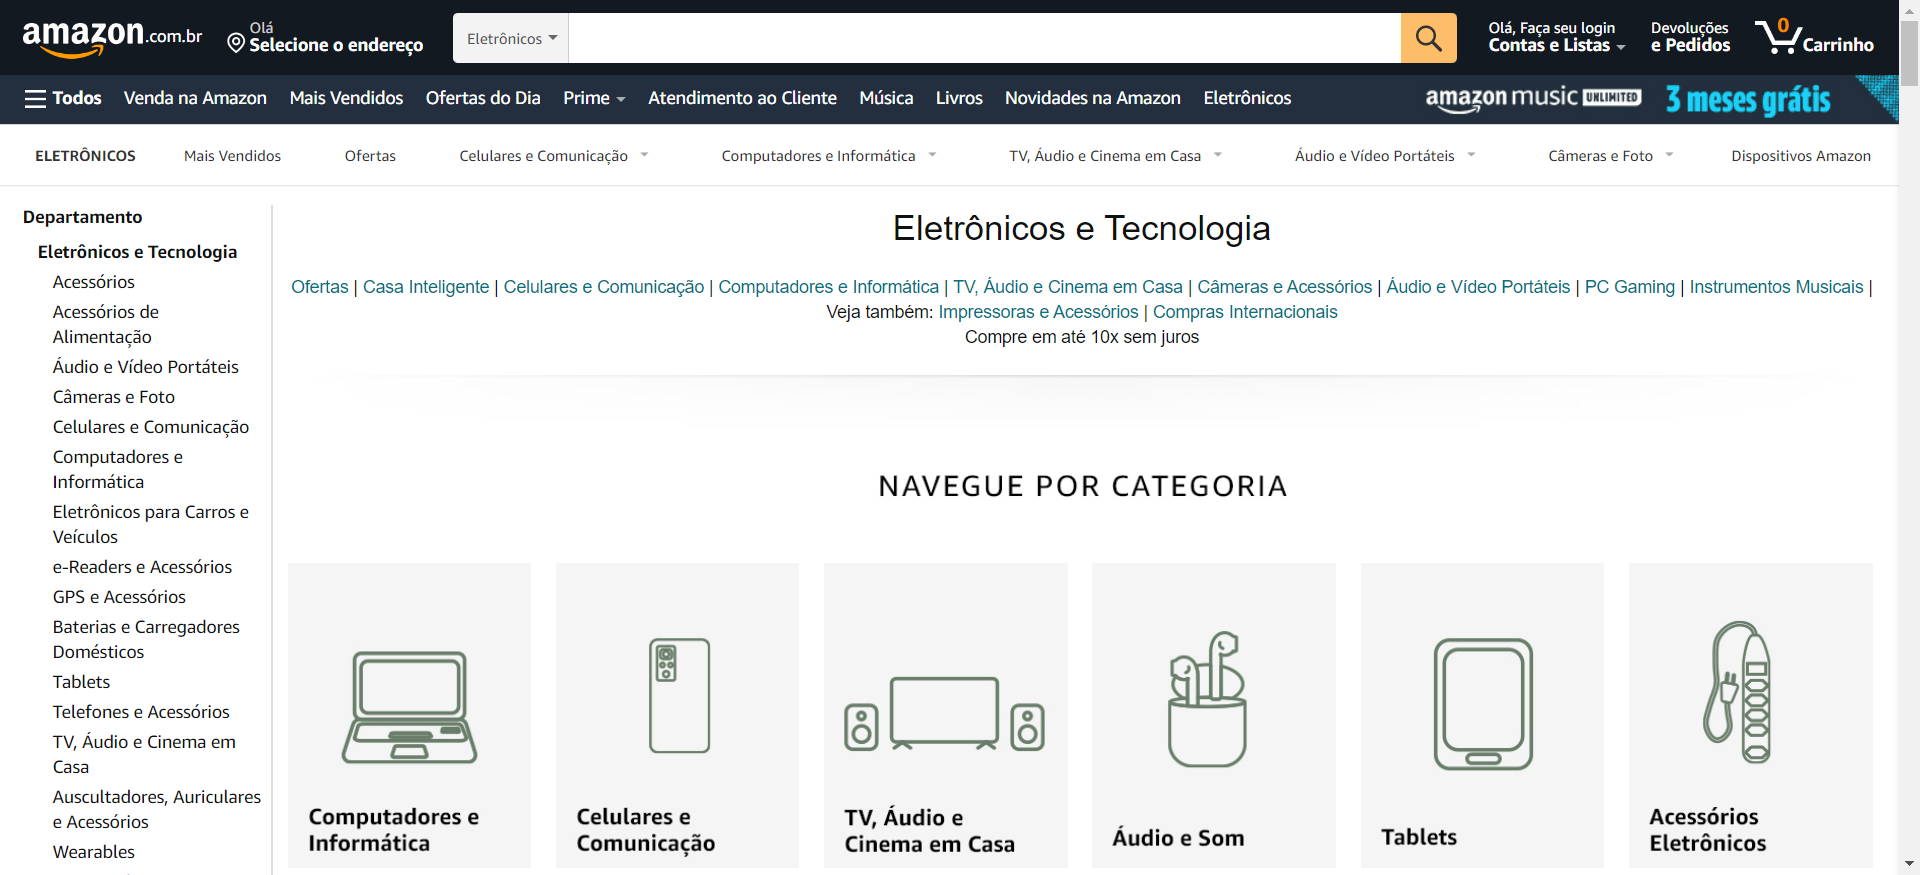 amazon.com.br
Olá
Selecione o endereço
Eletrônicos
Olá, Faça seu login
Contas e Listas
Devoluções
e Pedidos
0
Carrinho
Todos Venda na Amazon Mais Vendidos Ofertas do Dia Prime Atendimento ao Cliente Música Livros Novidades na Amazon Eletrônicos
amazon music UNLIMITED 3 meses grátis
ELETRÔNICOS Mais Vendidos Ofertas Celulares e Comunicação Computadores e Informática TV, Áudio e Cinema em Casa Áudio e Vídeo Portáteis Câmeras e Foto Dispositivos Amazon
Departamento
Eletrônicos e Tecnologia
Acessórios
Acessórios de
Alimentação
Áudio e Vídeo Portáteis
Câmeras e Foto
Celulares e Comunicação
Computadores e
Informática
Eletrônicos para Carros e
Veículos
e-Readers e Acessórios
GPS e Acessórios
Baterias e Carregadores
Domésticos
Tablets
Telefones e Acessórios
TV, Áudio e Cinema em
Casa
Auscultadores, Auriculares
e Acessórios
Wearables
Eletrônicos e Tecnologia
Ofertas | Casa Inteligente | Celulares e Comunicação | Computadores e Informática | TV, Áudio e Cinema em Casa | Câmeras e Acessórios | Áudio e Vídeo Portáteis | PC Gaming | Instrumentos Musicais |
Veja também: Impressoras e Acessórios | Compras Internacionais
Compre em até 10x sem juros
NAVEGUE POR CATEGORIA
Computadores e
Informática
Celulares e
Comunicação
TV, Áudio e
Cinema em Casa
Áudio e Som
Tablets
Acessórios
Eletrônicos